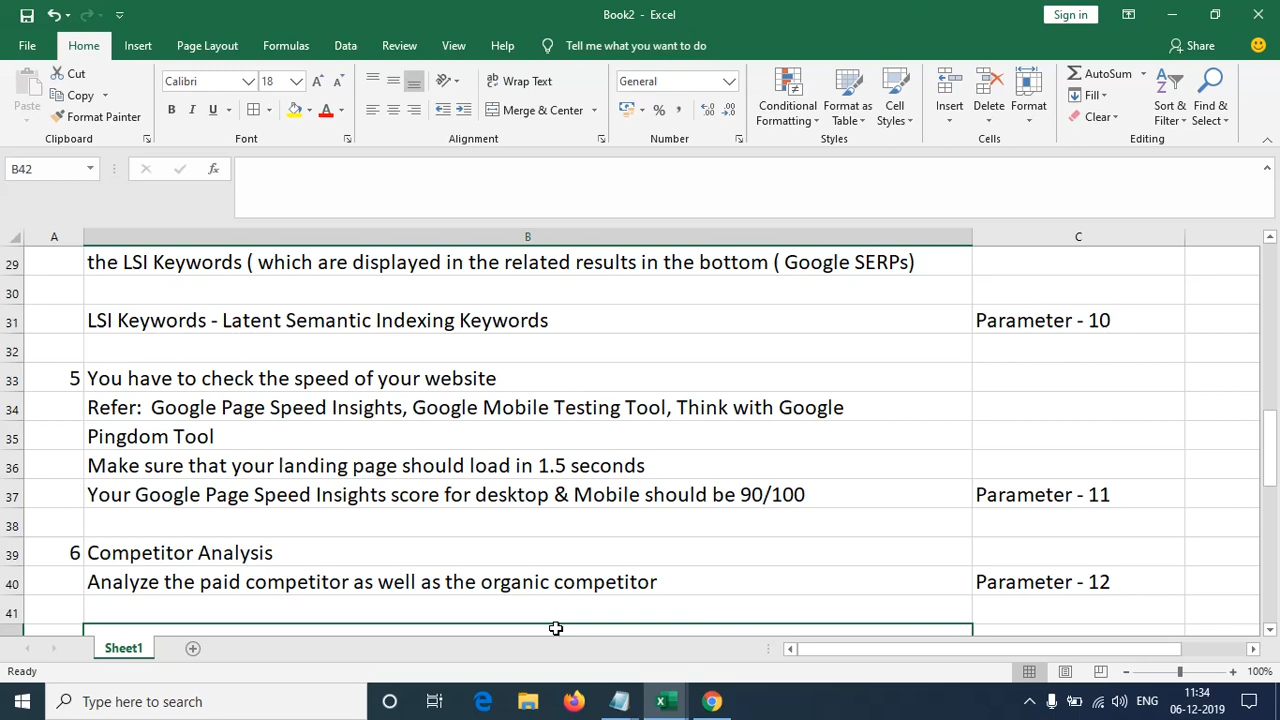 Book2 - Excel
Sign in
File Home Insert Page Layout Formulas Data Review View Help Tell me what you want to do Share
Paste Cut Copy Format Painter Clipboard
Calibri 18 A A B I U A Font
ab Wrap Text Merge & Center Alignment
General % , .00 .0 Number
Conditional Formatting Format as Table Cell Styles Styles
Insert Delete Format Cells
AutoSum Fill Clear Sort & Filter Find & Select Editing
B42 fx
A B C
29 the LSI Keywords ( which are displayed in the related results in the bottom ( Google SERPs)
30
31 LSI Keywords - Latent Semantic Indexing Keywords Parameter - 10
32
33 5 You have to check the speed of your website
34 Refer:  Google Page Speed Insights, Google Mobile Testing Tool, Think with Google
35 Pingdom Tool
36 Make sure that your landing page should load in 1.5 seconds
37 Your Google Page Speed Insights score for desktop & Mobile should be 90/100 Parameter - 11
38
39 6 Competitor Analysis
40 Analyze the paid competitor as well as the organic competitor Parameter - 12
41
Sheet1
Ready 100%
Type here to search ENG 11:34
06-12-2019